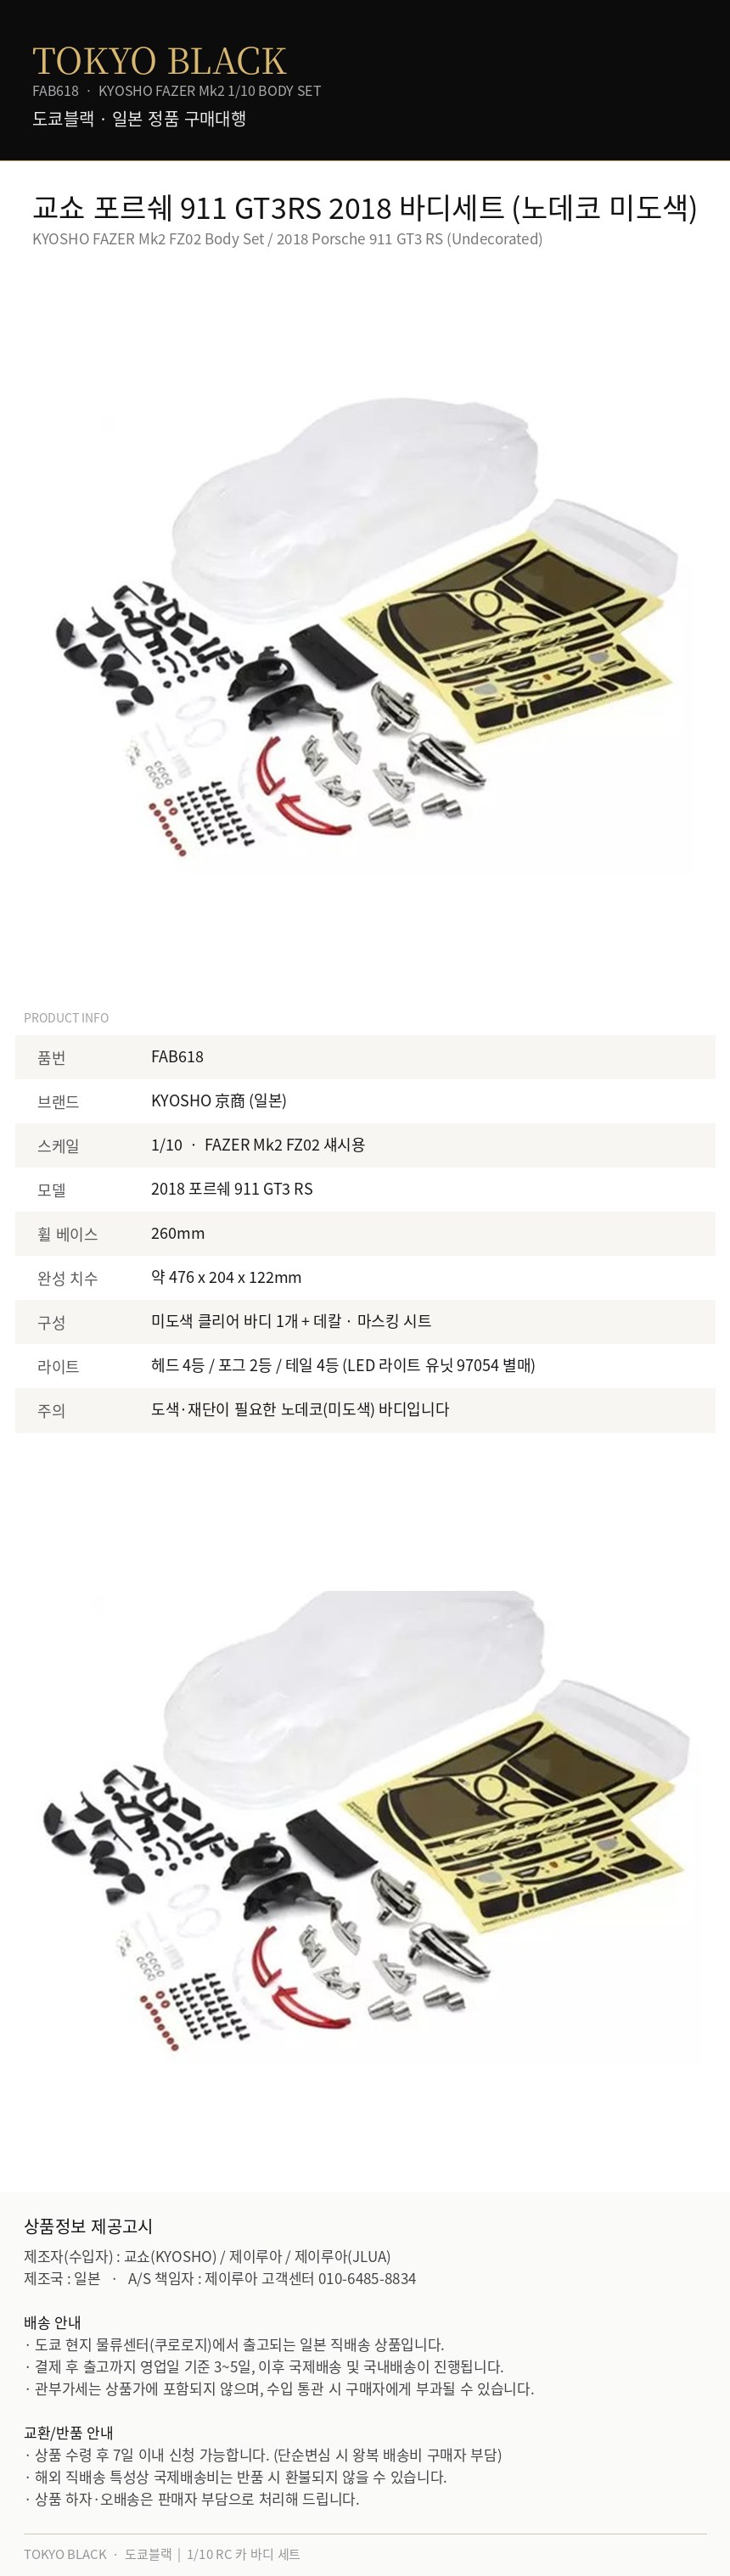 TOKYO BLACK
FAB618 · KYOSHO FAZER Mk2 1/10 BODY SET
도쿄블랙 · 일본 정품 구매대행
교쇼 포르쉐 911 GT3RS 2018 바디세트 (노데코 미도색)
KYOSHO FAZER Mk2 FZ02 Body Set / 2018 Porsche 911 GT3 RS (Undecorated)
PRODUCT INFO
품번 FAB618
브랜드 KYOSHO 京商 (일본)
스케일 1/10 · FAZER Mk2 FZ02 섀시용
모델 2018 포르쉐 911 GT3 RS
휠 베이스 260mm
완성 치수 약 476 x 204 x 122mm
구성 미도색 클리어 바디 1개 + 데칼 · 마스킹 시트
라이트 헤드 4등 / 포그 2등 / 테일 4등 (LED 라이트 유닛 97054 별매)
주의 도색·재단이 필요한 노데코(미도색) 바디입니다
상품정보 제공고시
제조자(수입자) : 교쇼(KYOSHO) / 제이루아 / 제이루아(JLUA)
제조국 : 일본 · A/S 책임자 : 제이루아 고객센터 010-6485-8834
배송 안내
· 도쿄 현지 물류센터(쿠로로지)에서 출고되는 일본 직배송 상품입니다.
· 결제 후 출고까지 영업일 기준 3~5일, 이후 국제배송 및 국내배송이 진행됩니다.
· 관부가세는 상품가에 포함되지 않으며, 수입 통관 시 구매자에게 부과될 수 있습니다.
교환/반품 안내
· 상품 수령 후 7일 이내 신청 가능합니다. (단순변심 시 왕복 배송비 구매자 부담)
· 해외 직배송 특성상 국제배송비는 반품 시 환불되지 않을 수 있습니다.
· 상품 하자·오배송은 판매자 부담으로 처리해 드립니다.
TOKYO BLACK · 도쿄블랙 | 1/10 RC 카 바디 세트